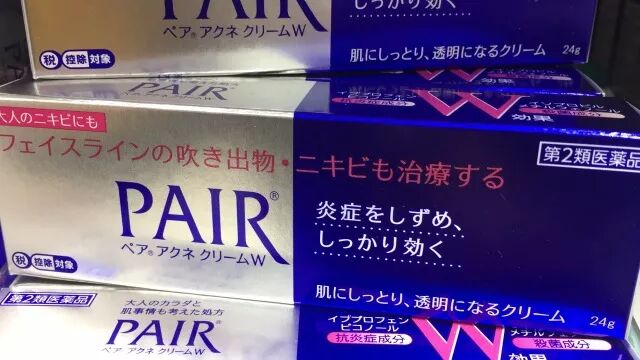 PAIR
ペア® アクネ クリームW
しっかり効く
税 控除 対象
肌にしっとり、透明になるクリーム
24g
PAIR
W
効果
大人のニキビにも
フェイスラインの吹き出物・ニキビも治療する
第2類医薬品
PAIR®
ペア® アクネ クリームW
炎症をしずめ、
しっかり効く
税 控除 対象
肌にしっとり、透明になるクリーム
24g
第2類医薬品
大人のカラダと
肌事情も考えた処方
PAIR
イブプロフェン
ピコノール
抗炎症成分
W
殺菌成分
効果